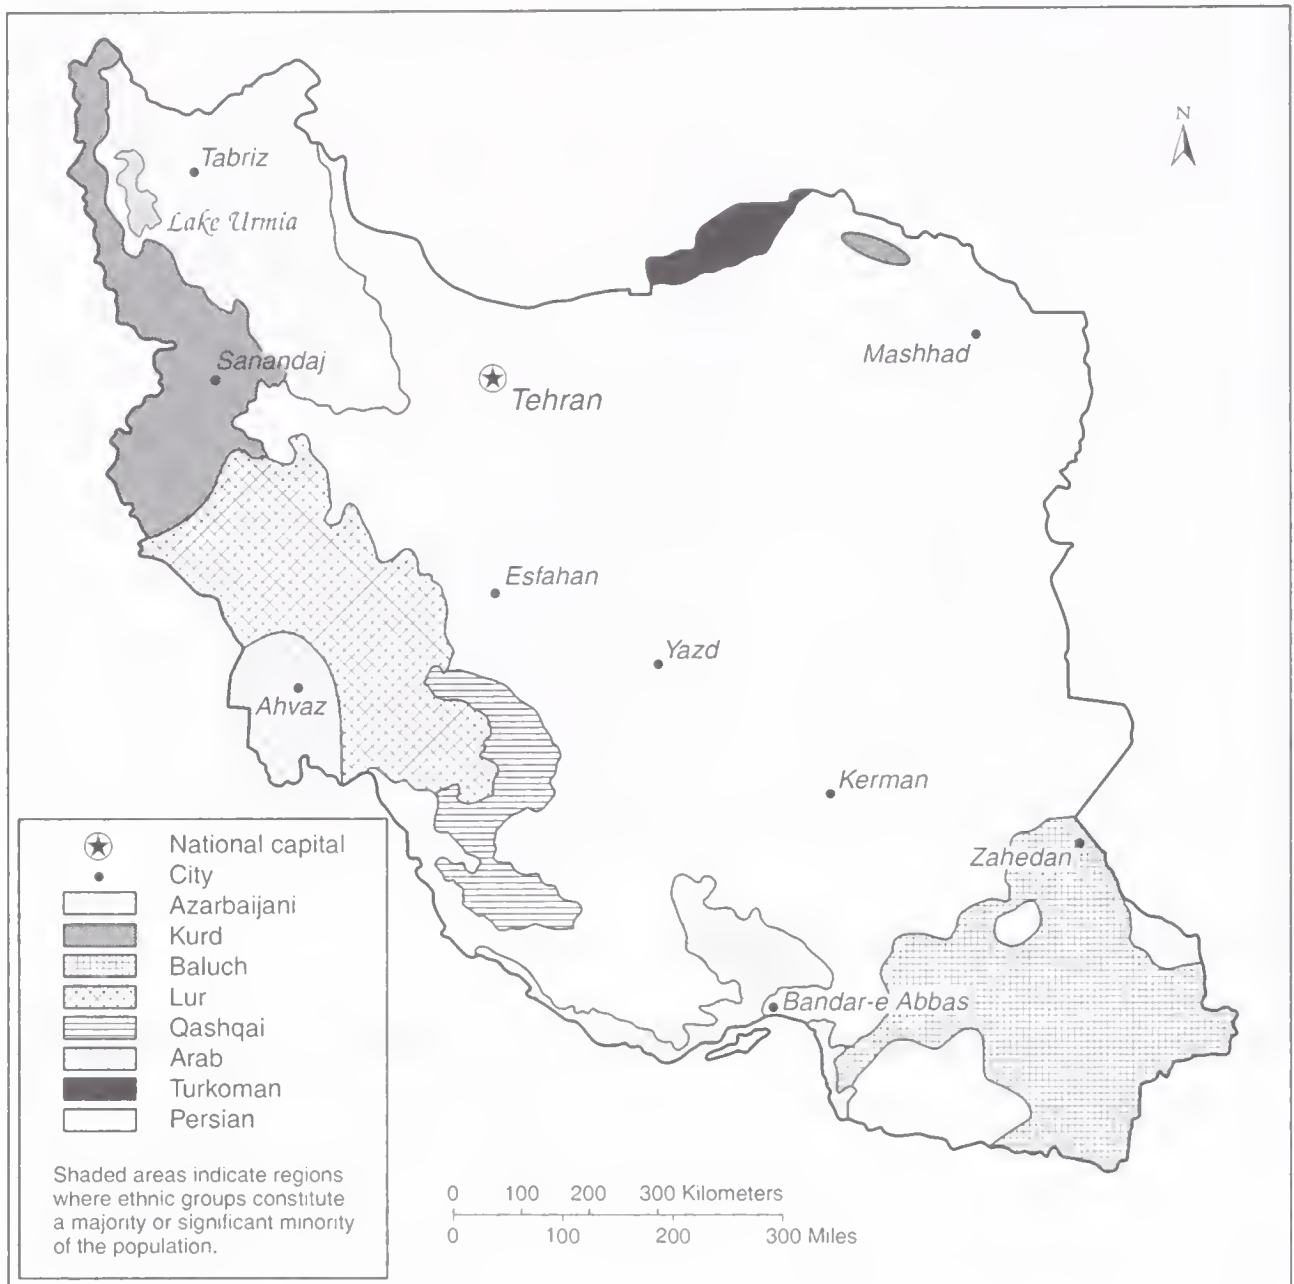 N
Tabriz
Lake Urmia
Sanandaj
Tehran
Mashhad
Esfahan
Yazd
Ahvaz
Kerman
Zahedan
Bandar-e Abbas
National capital
City
Azarbaijani
Kurd
Baluch
Lur
Qashqai
Arab
Turkoman
Persian
Shaded areas indicate regions
where ethnic groups constitute
a majority or significant minority
of the population.
0 100 200 300 Kilometers
0 100 200 300 Miles